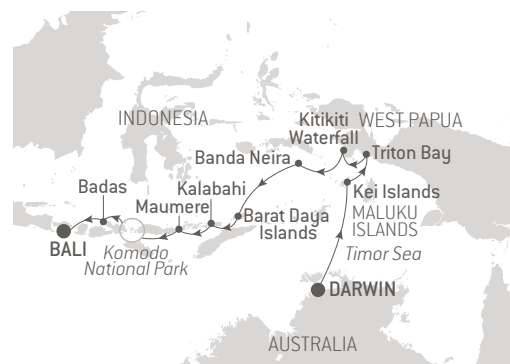 INDONESIA
Kitikiti
Waterfall
WEST PAPUA
Banda Neira
Triton Bay
Badas
Kalabahi
Kei Islands
Maumere
Barat Daya
Islands
MALUKU
ISLANDS
BALI
Komodo
National Park
Timor Sea
DARWIN
AUSTRALIA